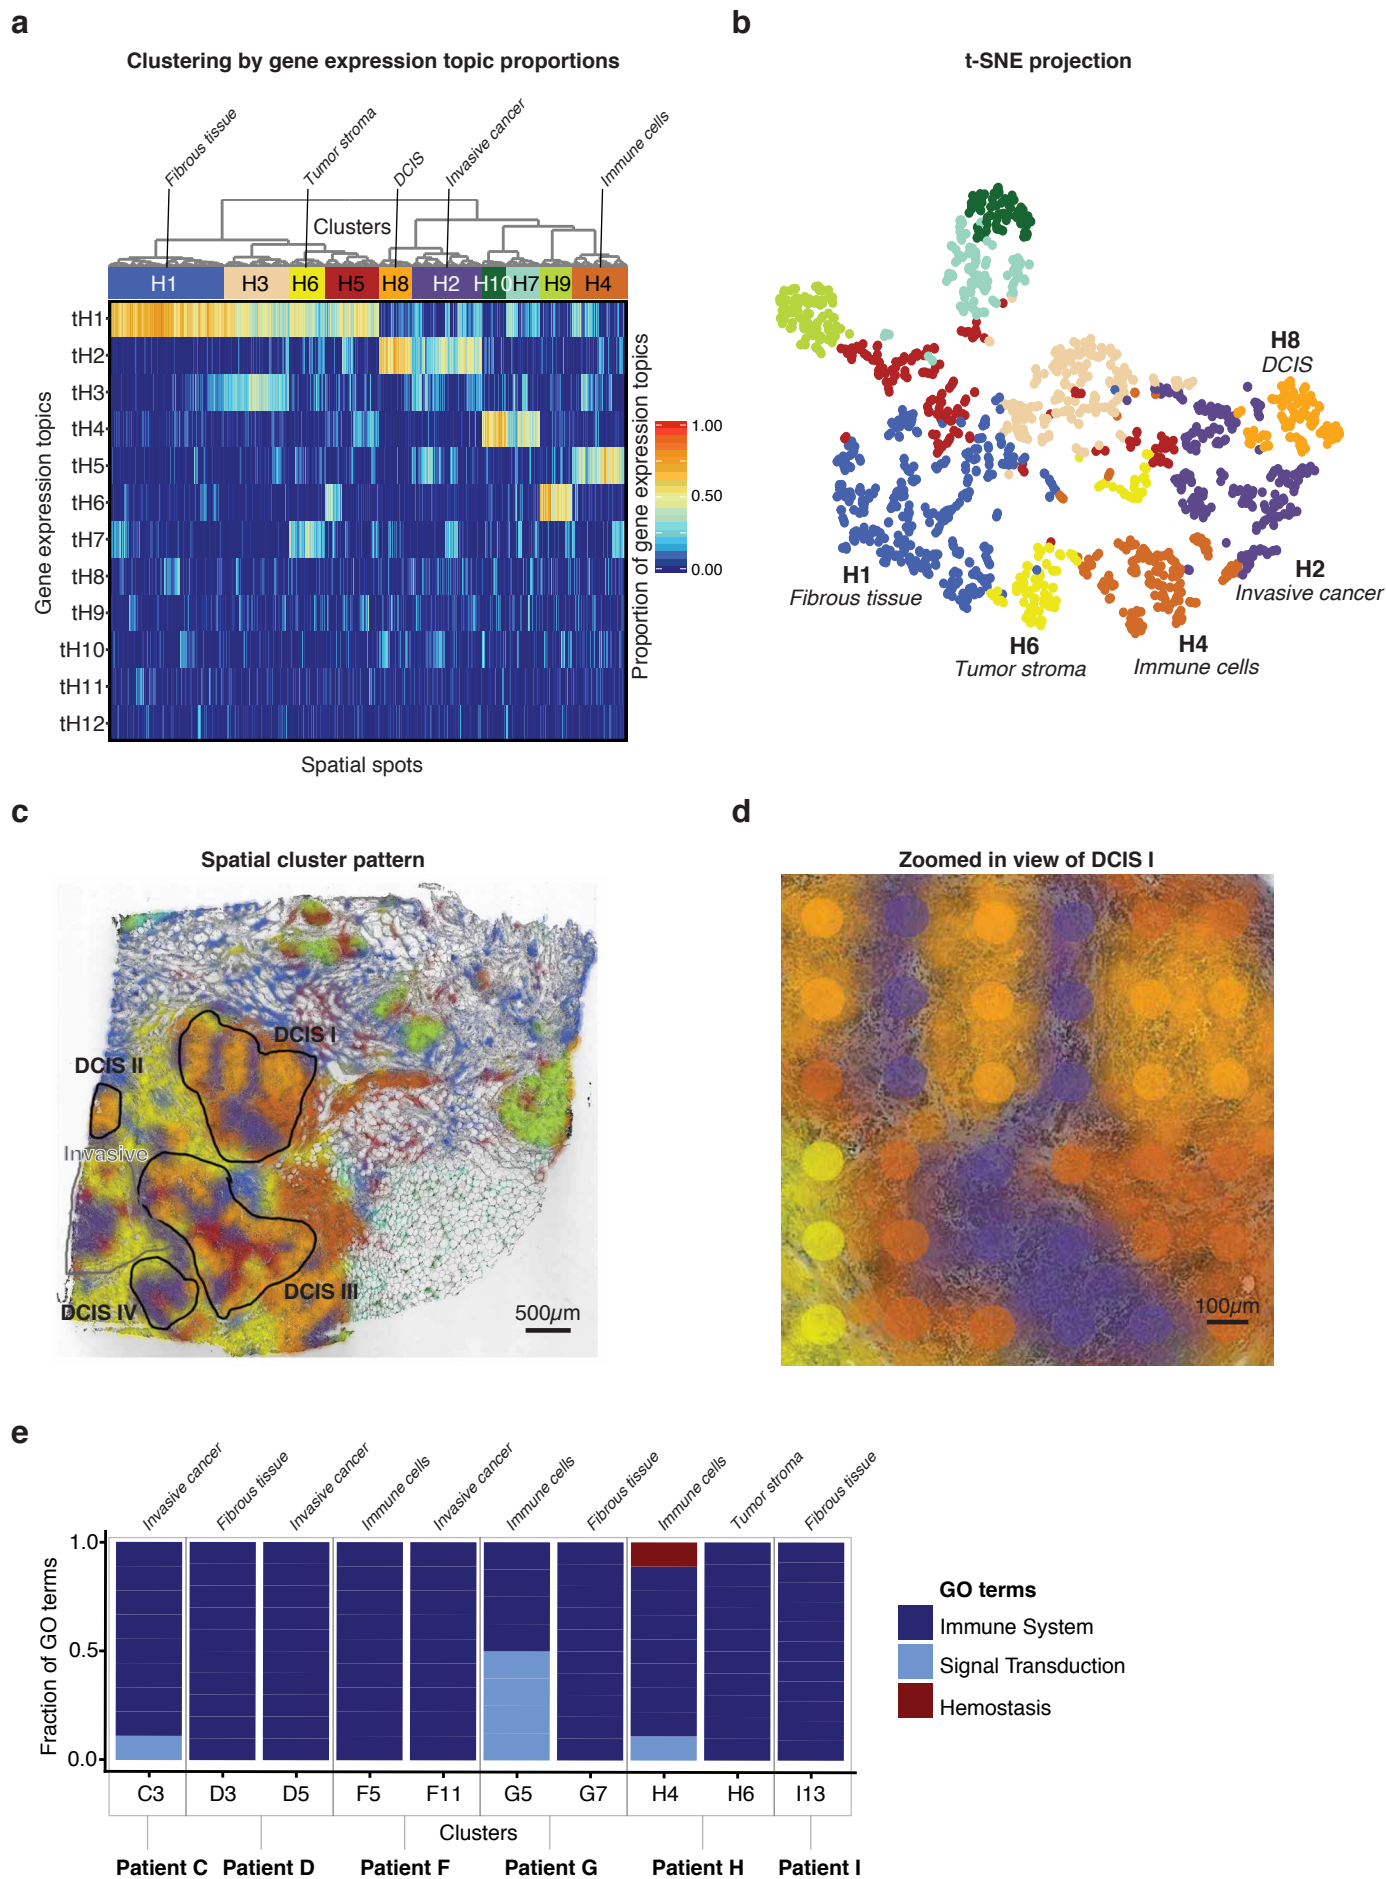 a
Clustering by gene expression topic proportions
Fibrous tissue
Tumor stroma
DCIS
Invasive cancer
Immune cells
Clusters
H1 H3 H6 H5 H8 H2 H10 H7 H9 H4
tH1
tH2
tH3
tH4
tH5
tH6
tH7
tH8
tH9
tH10
tH11
tH12
Gene expression topics
Spatial spots
Proportion of gene expression topics
1.00
0.50
0.00
b
t-SNE projection
H8
DCIS
H1
Fibrous tissue
H2
Invasive cancer
H6
Tumor stroma
H4
Immune cells
c
Spatial cluster pattern
DCIS I
DCIS II
Invasive
DCIS III
DCIS IV
500µm
d
Zoomed in view of DCIS I
100µm
e
Invasive cancer
Fibrous tissue
Invasive cancer
Immune cells
Invasive cancer
Immune cells
Fibrous tissue
Immune cells
Tumor stroma
Fibrous tissue
Fraction of GO terms
1.0
0.5
0.0
C3 D3 D5 F5 F11 G5 G7 H4 H6 I13
Clusters
Patient C Patient D Patient F Patient G Patient H Patient I
GO terms
Immune System
Signal Transduction
Hemostasis